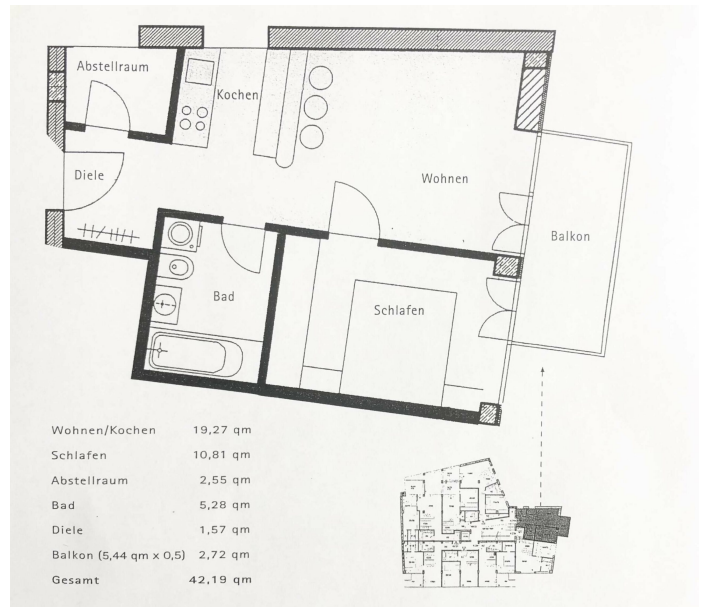 Abstellraum
Kochen
Diele
Wohnen
Balkon
Bad
Schlafen
Wohnen/Kochen 19,27 qm
Schlafen 10,81 qm
Abstellraum 2,55 qm
Bad 5,28 qm
Diele 1,57 qm
Balkon (5,44 qm x 0,5) 2,72 qm
Gesamt 42,19 qm